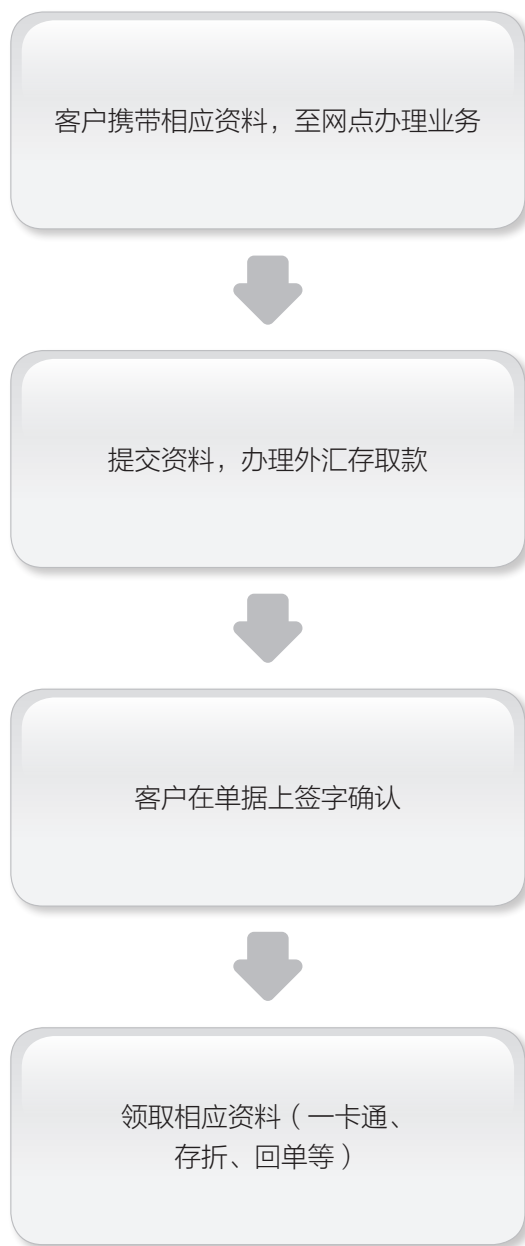 客户携带相应资料，至网点办理业务
提交资料，办理外汇存取款
客户在单据上签字确认
领取相应资料（一卡通、
存折、回单等）